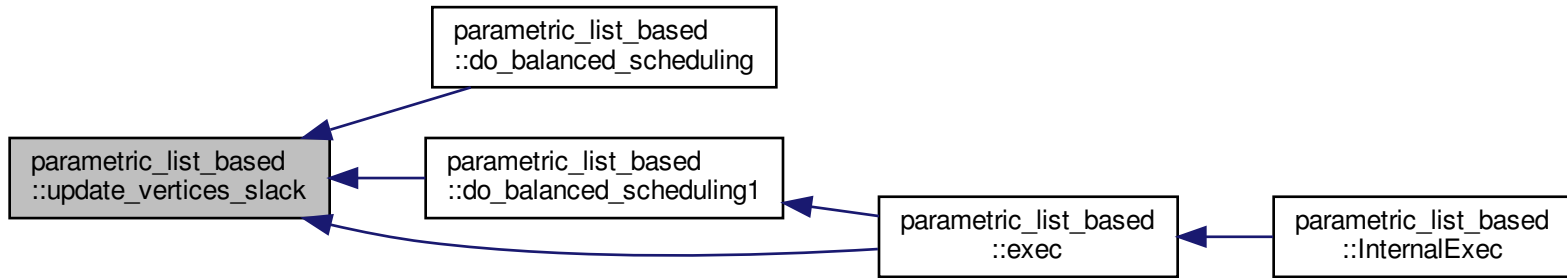 parametric_list_based
::do_balanced_scheduling
parametric_list_based
::update_vertices_slack
parametric_list_based
::do_balanced_scheduling1
parametric_list_based
::exec
parametric_list_based
::InternalExec